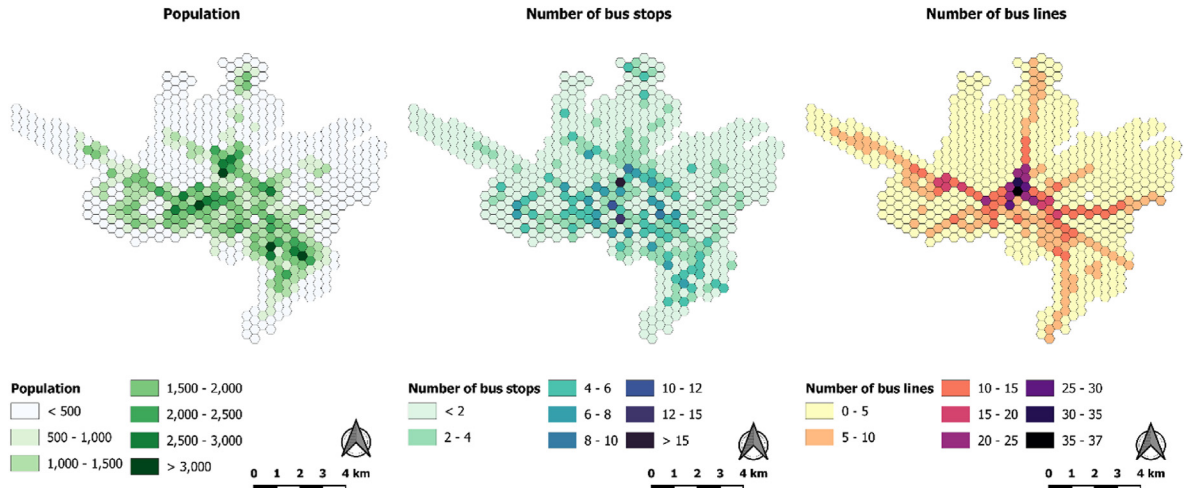 Population
Number of bus stops
Number of bus lines
Population
< 500
500 - 1,000
1,000 - 1,500
1,500 - 2,000
2,000 - 2,500
2,500 - 3,000
> 3,000
0 1 2 3 4 km
Number of bus stops
< 2
2 - 4
4 - 6
6 - 8
8 - 10
10 - 12
12 - 15
> 15
0 1 2 3 4 km
Number of bus lines
0 - 5
5 - 10
10 - 15
15 - 20
20 - 25
25 - 30
30 - 35
35 - 37
0 1 2 3 4 km